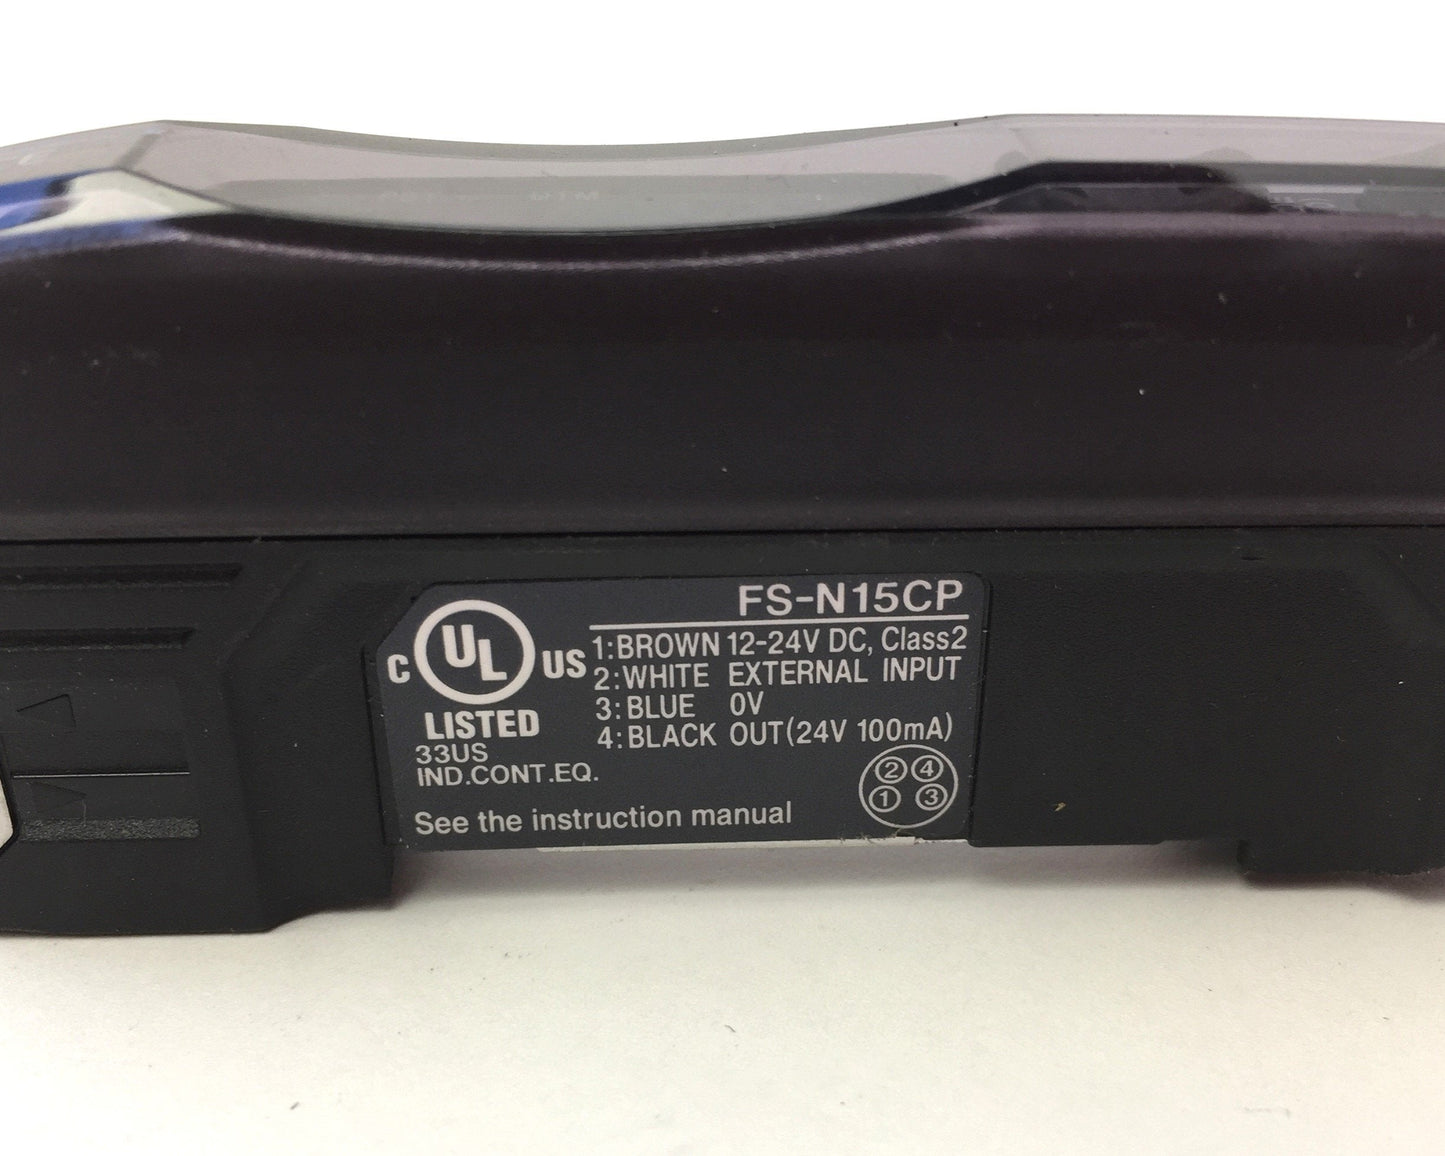 FS-N15CP
C UL US
LISTED
33US
IND.CONT.EQ.
1:BROWN 12-24V DC, Class2
2:WHITE EXTERNAL INPUT
3:BLUE 0V
4:BLACK OUT(24V 100mA)
2 4
1 3
See the instruction manual